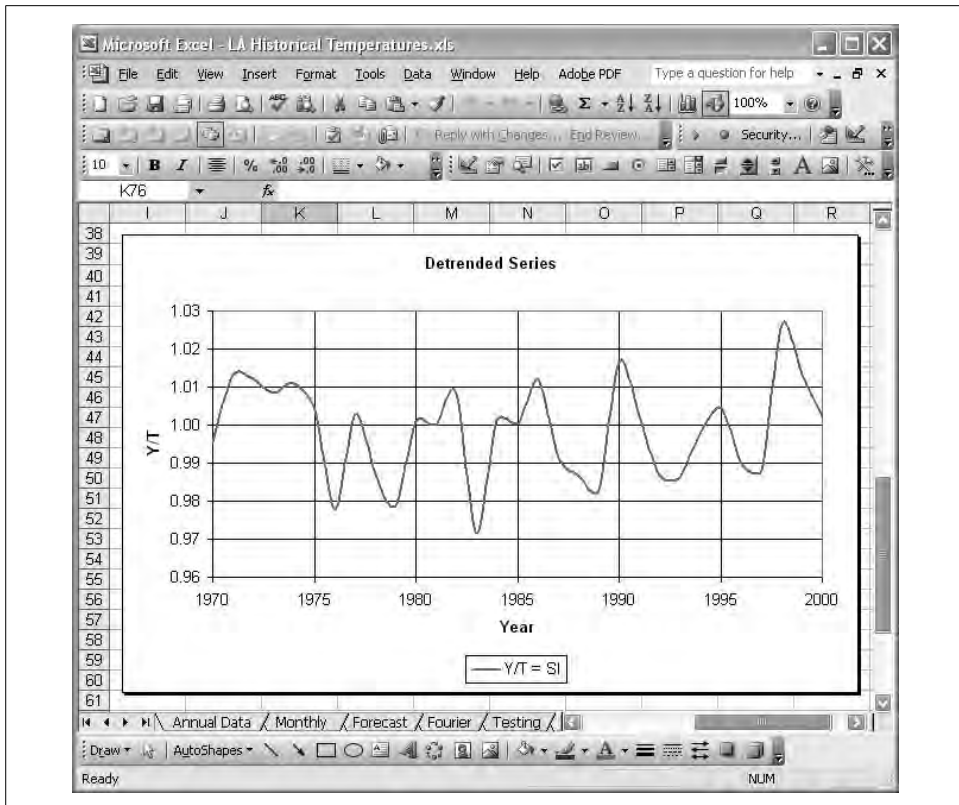 Microsoft Excel - LA Historical Temperatures.xls
File Edit View Insert Format Tools Data Window Help Adobe PDF Type a question for help
100%
Reply with Changes... End Review... Security...
10 B I %
K76 fx
I J K L M N O P Q R
38
39
40
41
42
43
44
45
46
47
48
49
50
51
52
53
54
55
56
57
58
59
60
61
Detrended Series
Y/T
1.03
1.02
1.01
1.00
0.99
0.98
0.97
0.96
1970 1975 1980 1985 1990 1995 2000
Year
Y/T = SI
Annual Data / Monthly / Forecast / Fourier / Testing /
Draw AutoShapes
Ready NUM